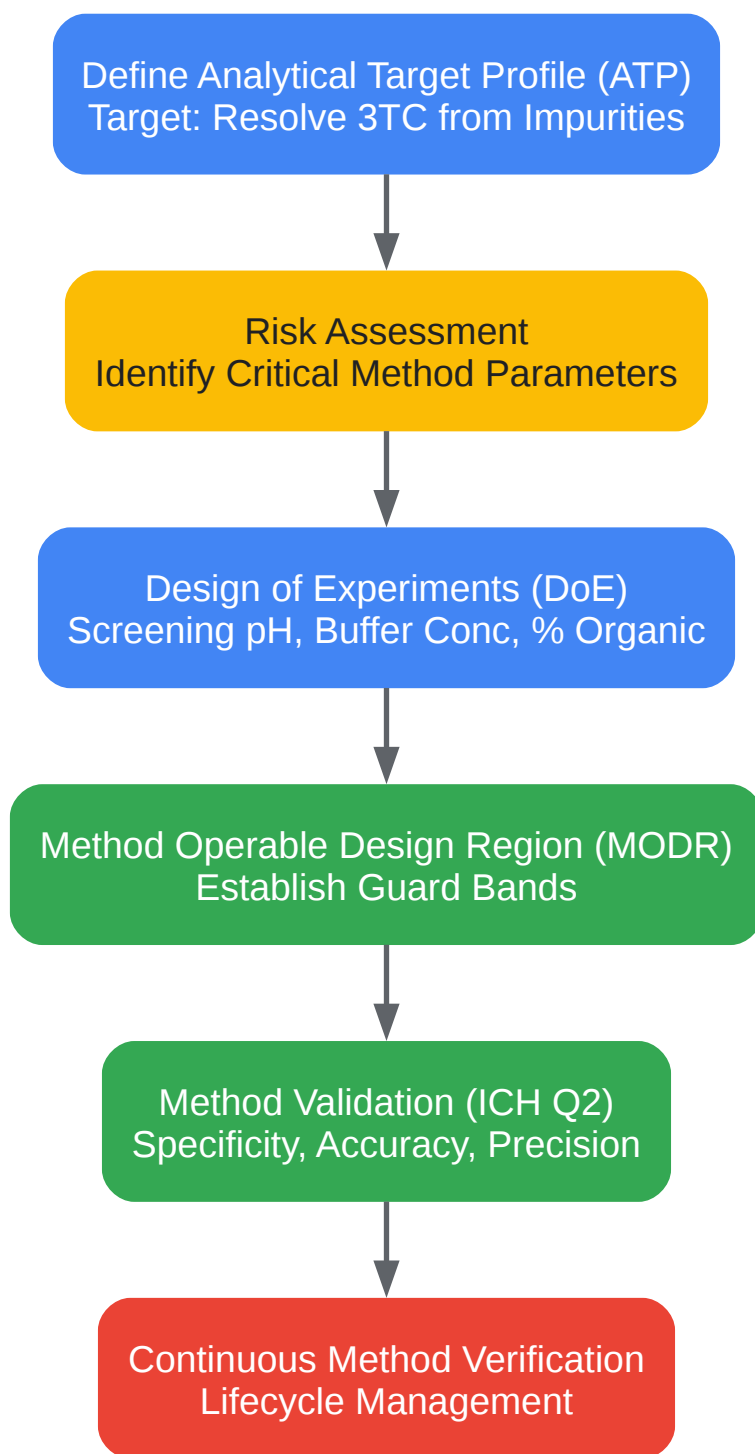 Define Analytical Target Profile (ATP)
Target: Resolve 3TC from Impurities
Risk Assessment
Identify Critical Method Parameters
Design of Experiments (DoE)
Screening pH, Buffer Conc, % Organic
Method Operable Design Region (MODR)
Establish Guard Bands
Method Validation (ICH Q2)
Specificity, Accuracy, Precision
Continuous Method Verification
Lifecycle Management